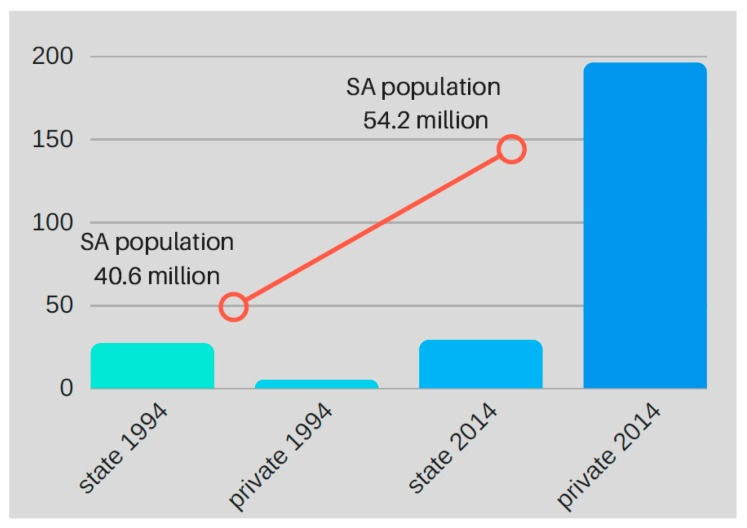 200
SA population
54.2 million
150
100
SA population
40.6 million
50
0
state 1994
private 1994
state 2014
private 2014